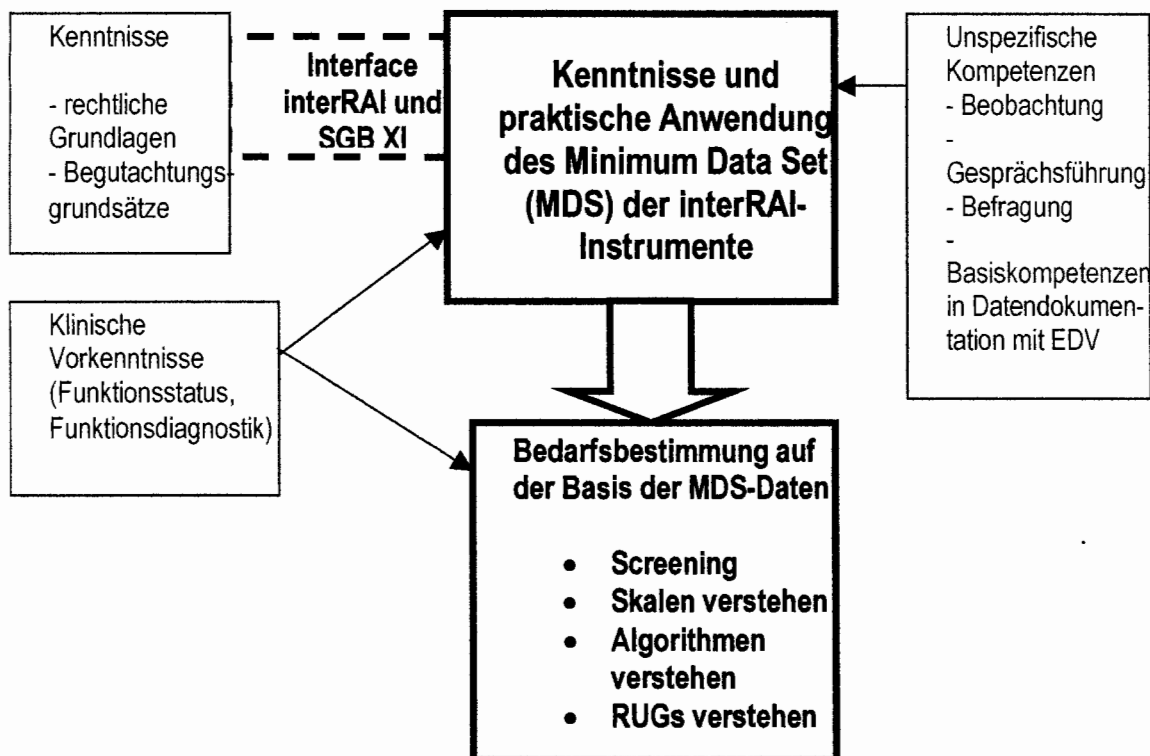 Kenntnisse
- rechtliche
Grundlagen
- Begutachtungs-
grundsätze
Interface
interRAI und
SGB XI
Kenntnisse und
praktische Anwendung
des Minimum Data Set
(MDS) der interRAI-
Instrumente
Unspezifische
Kompetenzen
- Beobachtung
-
Gesprächsführung
- Befragung
-
Basiskompetenzen
in Datendokumen-
tation mit EDV
Klinische
Vorkenntnisse
(Funktionsstatus,
Funktionsdiagnostik)
Bedarfsbestimmung auf
der Basis der MDS-Daten
• Screening
• Skalen verstehen
• Algorithmen
verstehen
• RUGs verstehen